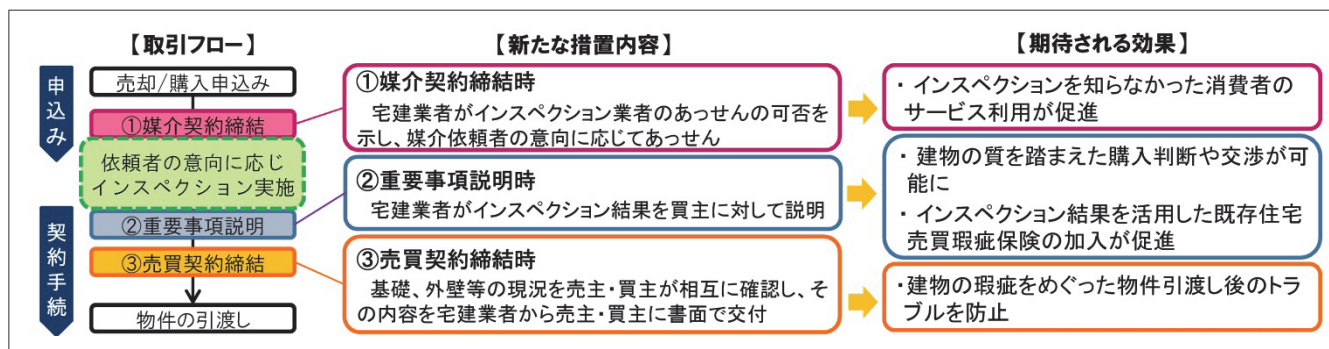 【取引フロー】
申込み
売却/購入申込み
①媒介契約締結
依頼者の意向に応じ
インスペクション実施
契約手続
②重要事項説明
③売買契約締結
物件の引渡し
【新たな措置内容】
①媒介契約締結時
宅建業者がインスペクション業者のあっせんの可否を
示し、媒介依頼者の意向に応じてあっせん
②重要事項説明時
宅建業者がインスペクション結果を買主に対して説明
③売買契約締結時
基礎、外壁等の現況を売主・買主が相互に確認し、そ
の内容を宅建業者から売主・買主に書面で交付
【期待される効果】
・インスペクションを知らなかった消費者の
サービス利用が促進
・建物の質を踏まえた購入判断や交渉が可
能に
・インスペクション結果を活用した既存住宅
売買瑕疵保険の加入が促進
・建物の瑕疵をめぐった物件引渡し後のトラ
ブルを防止